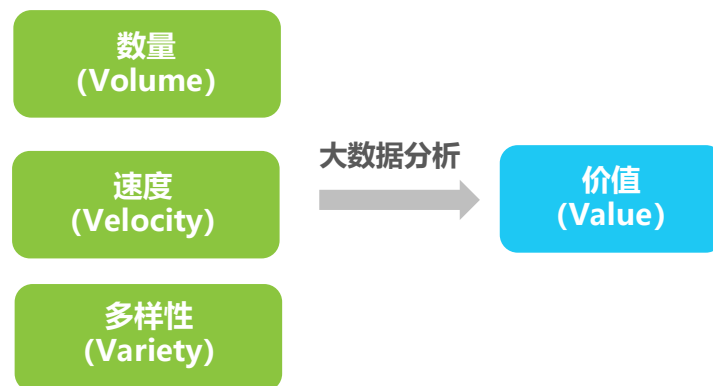 数量
(Volume)
速度
(Velocity)
多样性
(Variety)
大数据分析
价值
(Value)